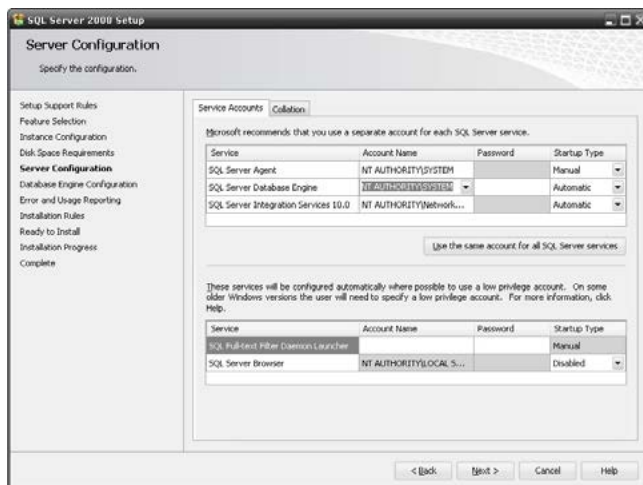 SQL Server 2008 Setup
Server Configuration
Specify the configuration.
Setup Support Rules
Feature Selection
Instance Configuration
Disk Space Requirements
Server Configuration
Database Engine Configuration
Error and Usage Reporting
Installation Rules
Ready to Install
Installation Progress
Complete
Service Accounts Collation
Microsoft recommends that you use a separate account for each SQL Server service.
Service Account Name Password Startup Type
SQL Server Agent NT AUTHORITY\SYSTEM Manual
SQL Server Database Engine NT AUTHORITY\SYSTEM Automatic
SQL Server Integration Services 10.0 NT AUTHORITY\Network... Automatic
Use the same account for all SQL Server services
These services will be configured automatically where possible to use a low privilege account. On some
older Windows versions the user will need to specify a low privilege account. For more information, click
Help.
Service Account Name Password Startup Type
SQL Full-text Filter Daemon Launcher Manual
SQL Server Browser NT AUTHORITY\LOCAL S... Disabled
< Back Next > Cancel Help